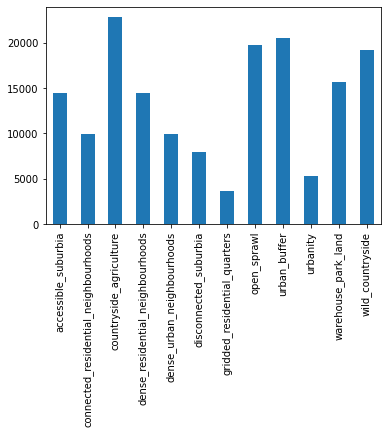 20000
15000
10000
5000
0
accessible_suburbia
connected_residential_neighbourhoods
countryside_agriculture
dense_residential_neighbourhoods
dense_urban_neighbourhoods
disconnected_suburbia
gridded_residential_quarters
open_sprawl
urban_buffer
urbanity
warehouse_park_land
wild_countryside